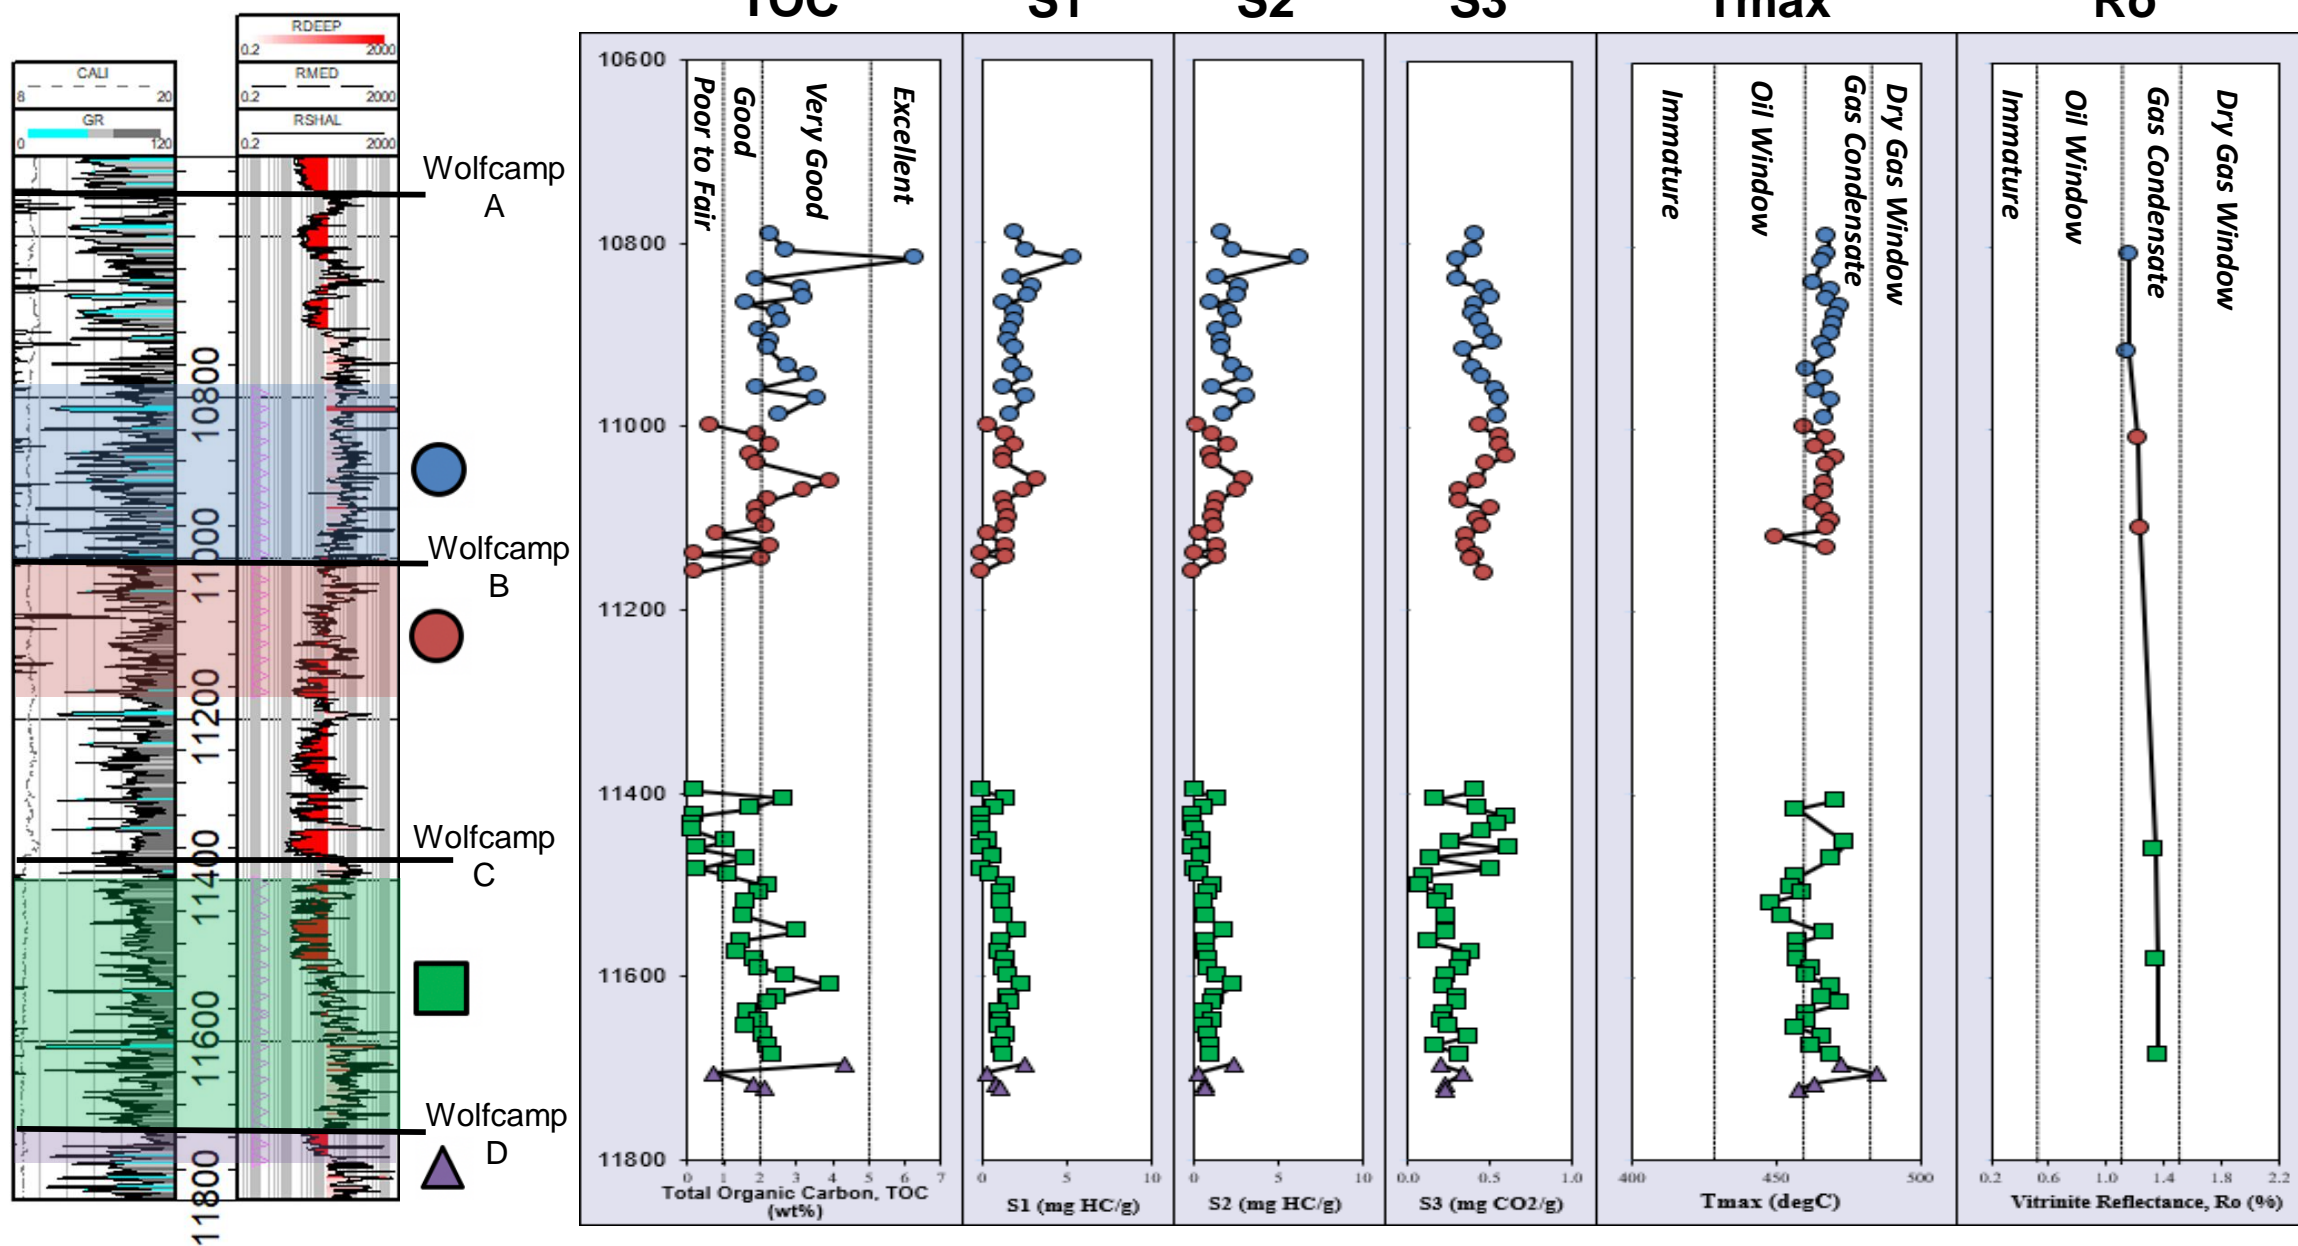 TOC
S1
S2
S3
Tmax
Ro
RDEEP
0.2 2000
CALI
8 20
RMED
0.2 2000
GR
0 120
RSHAL
0.2 2000
Wolfcamp
A
10800
Wolfcamp
B
11000
11200
Wolfcamp
C
11400
11600
Wolfcamp
D
11800
10600
10800
11000
11200
11400
11600
11800
Poor to Fair
Good
Very Good
Excellent
0 1 2 3 4 5 6 7
Total Organic Carbon, TOC
(wt%)
0 5 10
S1 (mg HC/g)
0 5 10
S2 (mg HC/g)
0.0 0.5 1.0
S3 (mg CO2/g)
Immature
Oil Window
Gas Condensate
Dry Gas Window
400 450 500
Tmax (degC)
Immature
Oil Window
Gas Condensate
Dry Gas Window
0.2 0.6 1.0 1.4 1.8 2.2
Vitrinite Reflectance, Ro (%)